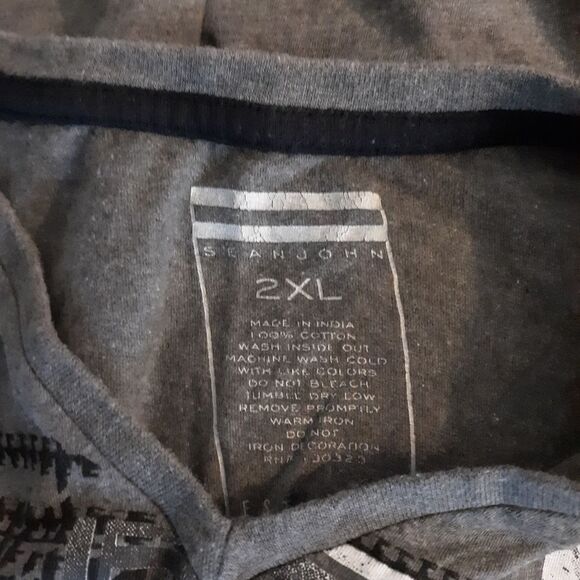 SEANJOHN
2XL
MADE IN INDIA
100% COTTON
WASH INSIDE OUT
MACHINE WASH COLD
WITH LIKE COLORS
DO NOT BLEACH
TUMBLE DRY LOW
REMOVE PROMPTLY
WARM IRON
DO NOT
IRON DECORATION